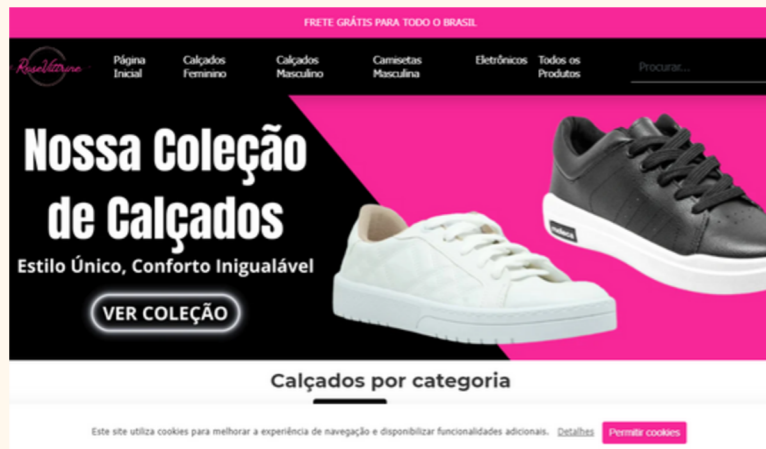 FRETE GRÁTIS PARA TODO O BRASIL
RoseVitrine
Página Inicial
Calçados Feminino
Calçados Masculino
Camisetas Masculina
Eletrônicos
Todos os Produtos
Procurar...
Nossa Coleção
de Calçados
Estilo Único, Conforto Inigualável
VER COLEÇÃO
Calçados por categoria
Este site utiliza cookies para melhorar a experiência de navegação e disponibilizar funcionalidades adicionais. Detalhes Permitir cookies